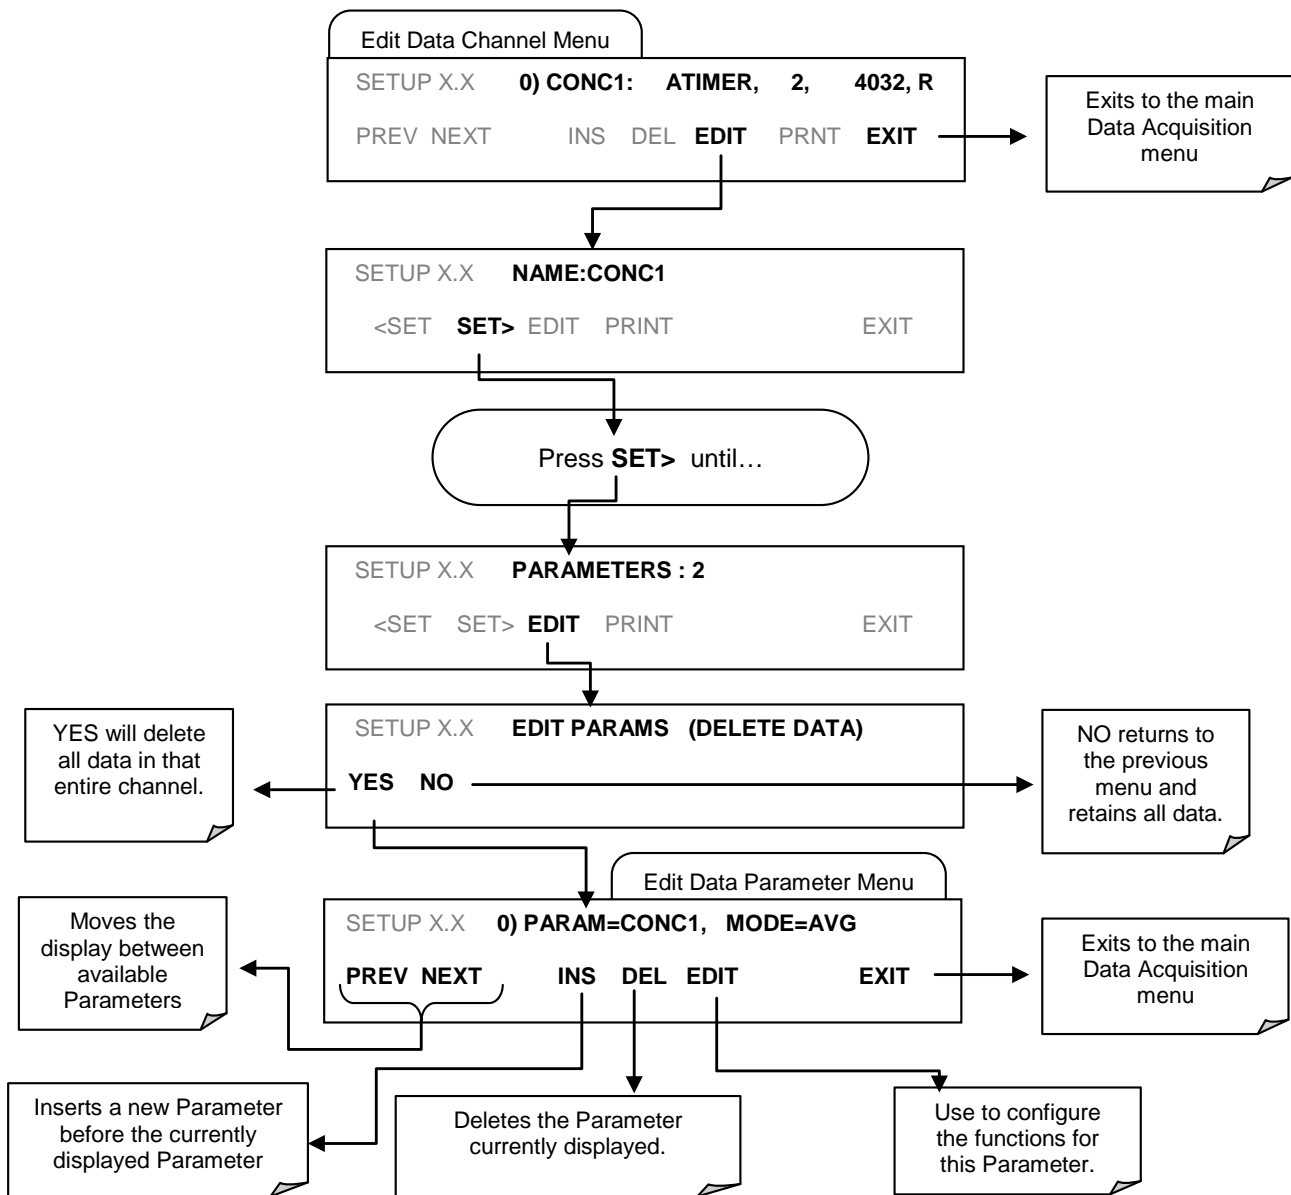 Edit Data Channel Menu
SETUP X.X 0) CONC1: ATIMER, 2, 4032, R
PREV NEXT INS DEL EDIT PRNT EXIT
Exits to the main
Data Acquisition
menu
SETUP X.X NAME:CONC1
<SET SET> EDIT PRINT EXIT
Press SET> until…
SETUP X.X PARAMETERS : 2
<SET SET> EDIT PRINT EXIT
YES will delete
all data in that
entire channel.
SETUP X.X EDIT PARAMS (DELETE DATA)
YES NO
NO returns to
the previous
menu and
retains all data.
Edit Data Parameter Menu
Moves the
display between
available
Parameters
SETUP X.X 0) PARAM=CONC1, MODE=AVG
PREV NEXT INS DEL EDIT EXIT
Exits to the main
Data Acquisition
menu
Inserts a new Parameter
before the currently
displayed Parameter
Deletes the Parameter
currently displayed.
Use to configure
the functions for
this Parameter.